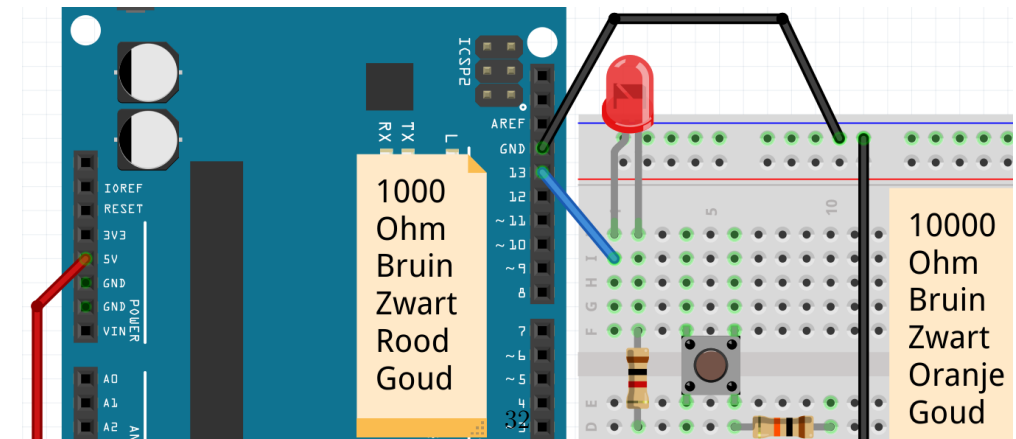 ICSP2
L
TX
RX
AREF
GND
13
12
~11
~10
~9
8
7
~6
~5
4
IOREF
RESET
3V3
5V
GND
GND
VIN
POWER
A0
A1
A2
AN
1000
Ohm
Bruin
Zwart
Rood
Goud
32
5
10
I
H
G
F
E
D
10000
Ohm
Bruin
Zwart
Oranje
Goud